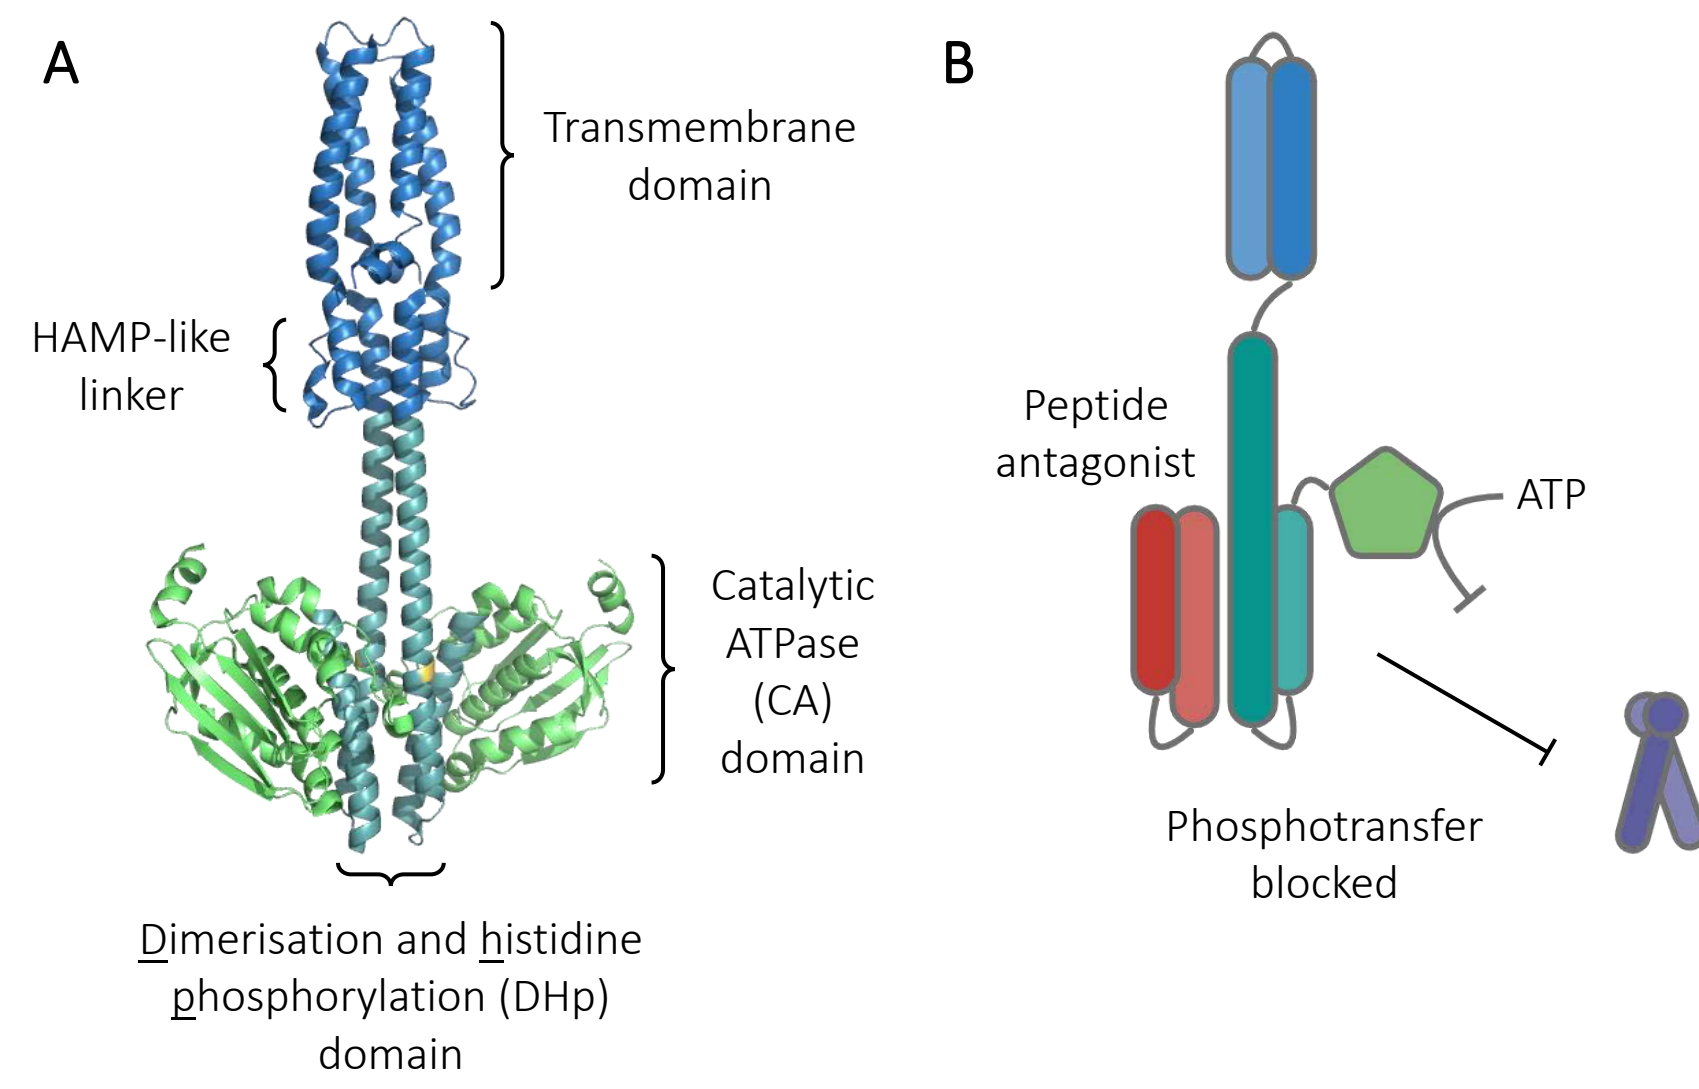 A
Transmembrane
domain
HAMP-like
linker
Catalytic
ATPase
(CA)
domain
Dimerisation and histidine
phosphorylation (DHp)
domain
B
Peptide
antagonist
ATP
Phosphotransfer
blocked